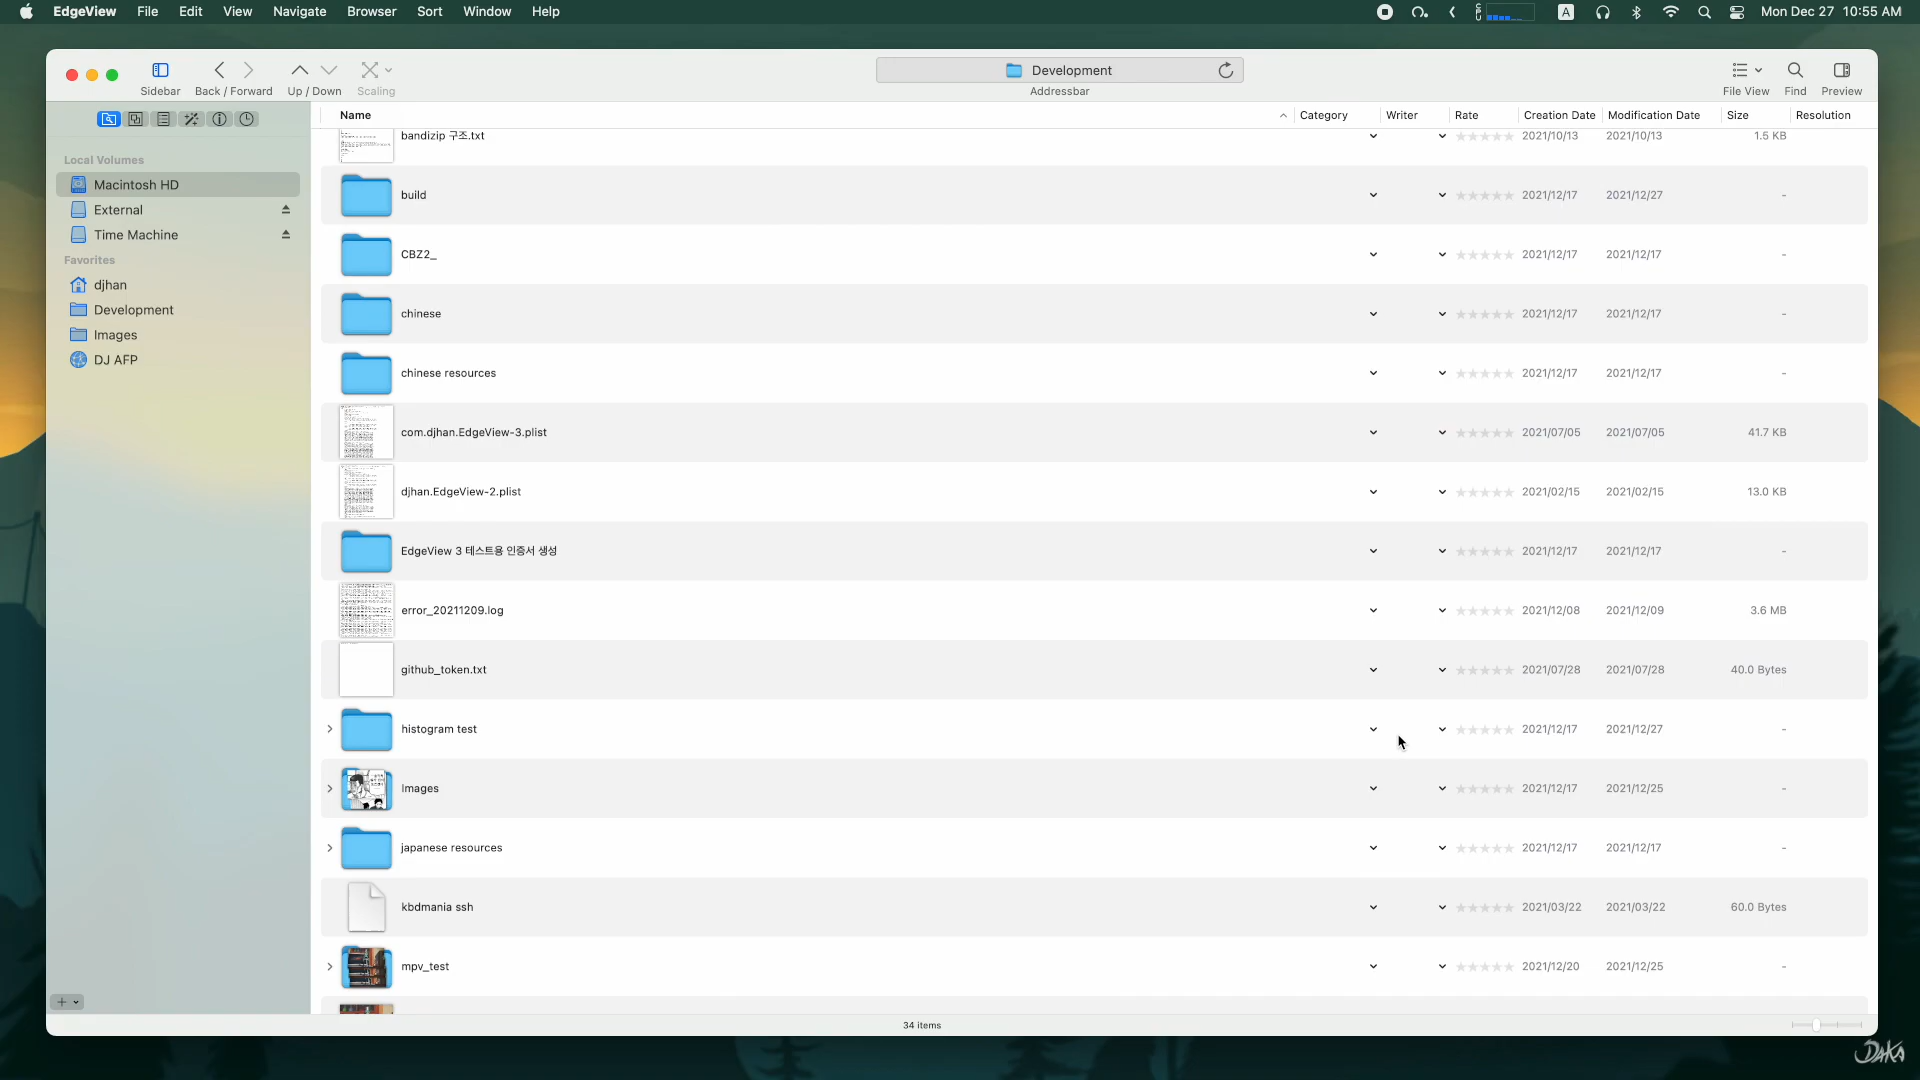 EdgeView File Edit View Navigate Browser Sort Window Help
A Mon Dec 27 10:55 AM
Development
Sidebar Back / Forward Up / Down Scaling Addressbar File View Find Preview
Name Category Writer Rate Creation Date Modification Date Size Resolution
Local Volumes
Macintosh HD
External
Time Machine
Favorites
djhan
Development
Images
DJ AFP
bandizip 구조.txt 2021/10/13 2021/10/13 1.5 KB
build 2021/12/17 2021/12/27 -
CBZ2_ 2021/12/17 2021/12/17 -
chinese 2021/12/17 2021/12/17 -
chinese resources 2021/12/17 2021/12/17 -
com.djhan.EdgeView-3.plist 2021/07/05 2021/07/05 41.7 KB
djhan.EdgeView-2.plist 2021/02/15 2021/02/15 13.0 KB
EdgeView 3 테스트용 인증서 생성 2021/12/17 2021/12/17 -
error_20211209.log 2021/12/08 2021/12/09 3.6 MB
github_token.txt 2021/07/28 2021/07/28 40.0 Bytes
histogram test 2021/12/17 2021/12/27 -
Images 2021/12/17 2021/12/25 -
japanese resources 2021/12/17 2021/12/17 -
kbdmania ssh 2021/03/22 2021/03/22 60.0 Bytes
mpv_test 2021/12/20 2021/12/25 -
34 items
DAKO